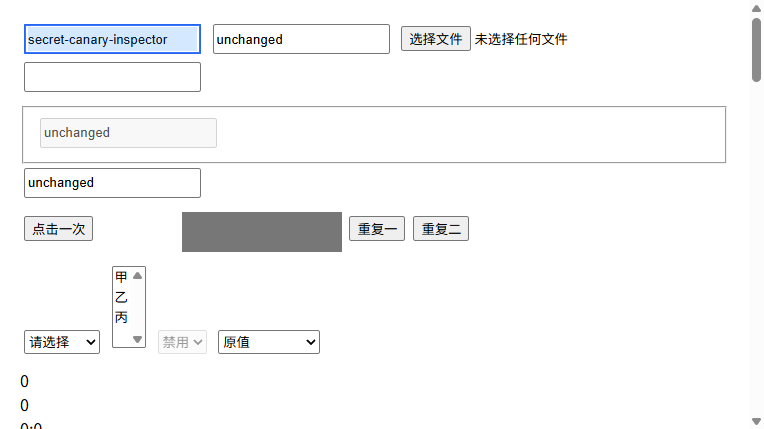 secret-canary-inspector unchanged 选择文件 未选择任何文件
unchanged
unchanged
点击一次 重复一 重复二
甲
乙
丙
请选择 禁用 原值
0
0
0:0